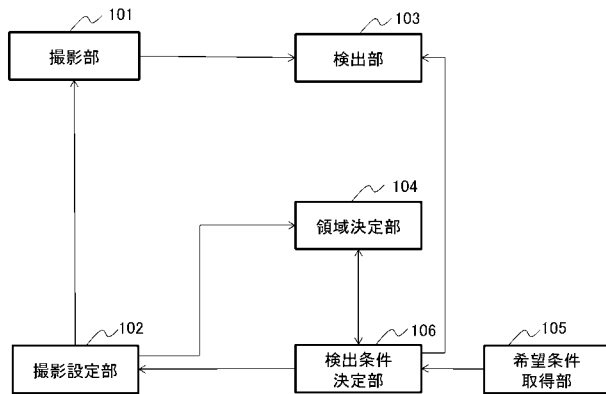 101
撮影部
103
検出部
104
領域決定部
102
撮影設定部
106
検出条件
決定部
105
希望条件
取得部